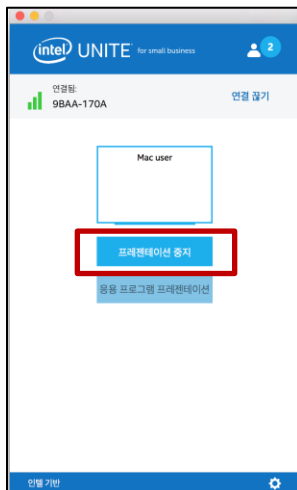 intel UNITE for small business
2
연결됨:
9BAA-170A
연결 끊기
Mac user
프레젠테이션 중지
응용 프로그램 프레젠테이션
인텔 기반